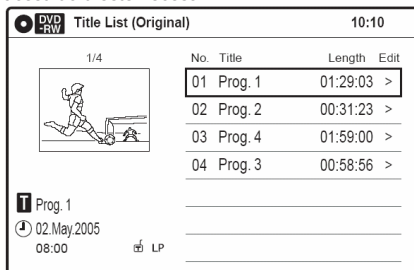 DVD -RW Title List (Original) 10:10
1/4
No. Title Length Edit
01 Prog. 1 01:29:03 >
02 Prog. 2 00:31:23 >
03 Prog. 4 01:59:00 >
04 Prog. 3 00:58:56 >
T Prog. 1
02.May.2005
08:00 LP